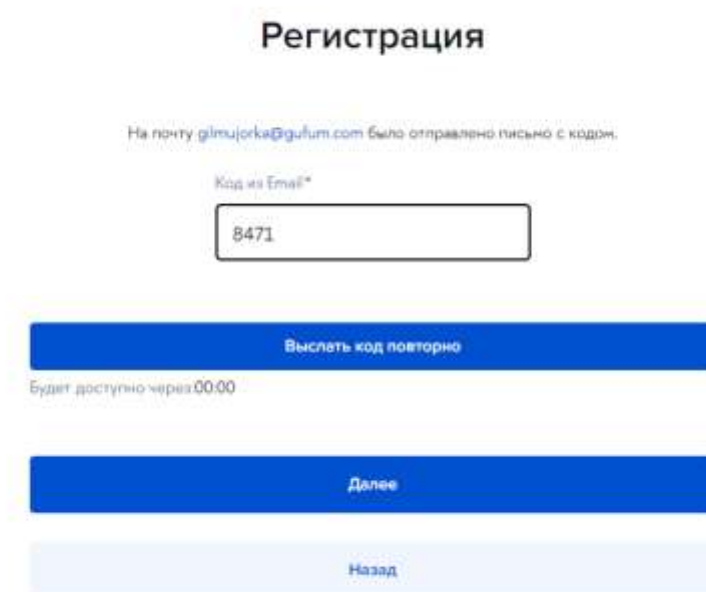 Регистрация
На почту gilmujorka@gufum.com было отправлено письмо с кодом.
Код из Email*
8471
Выслать код повторно
Будет доступно через 00:00
Далее
Назад